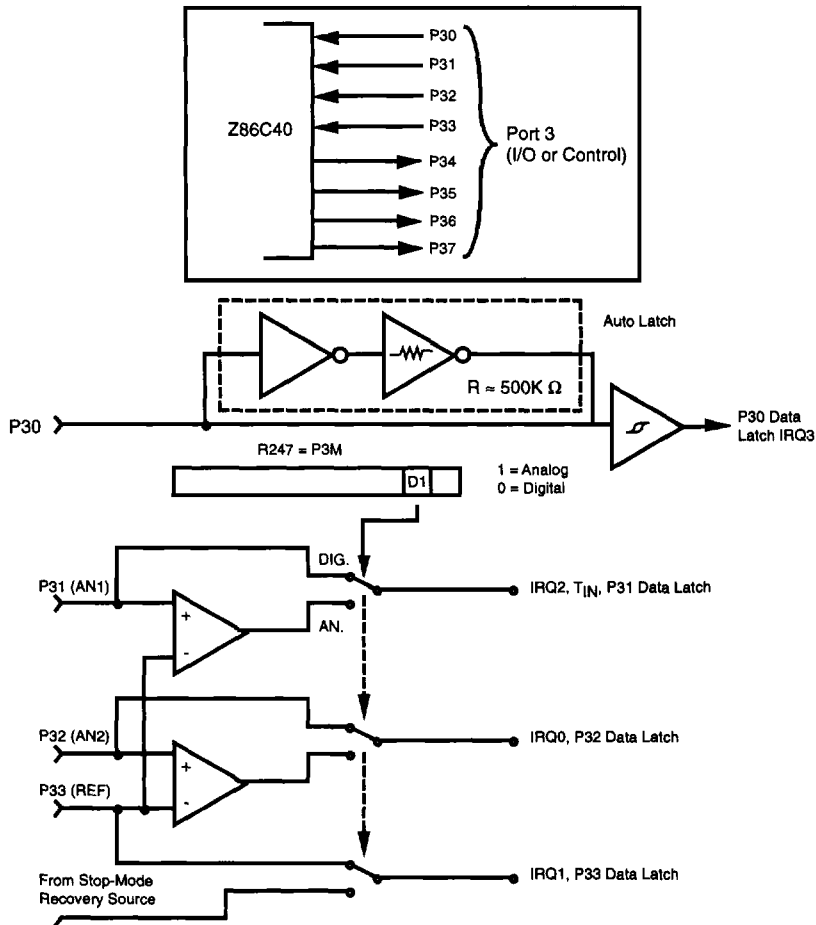 Z86C40
P30
P31
P32
P33
P34
P35
P36
P37
Port 3
(I/O or Control)
Auto Latch
R ≈ 500K Ω
P30
P30 Data
Latch IRQ3
R247 = P3M
D1
1 = Analog
0 = Digital
DIG.
P31 (AN1)
IRQ2, TIN, P31 Data Latch
+
AN.
-
P32 (AN2)
IRQ0, P32 Data Latch
+
P33 (REF)
-
From Stop-Mode
Recovery Source
IRQ1, P33 Data Latch